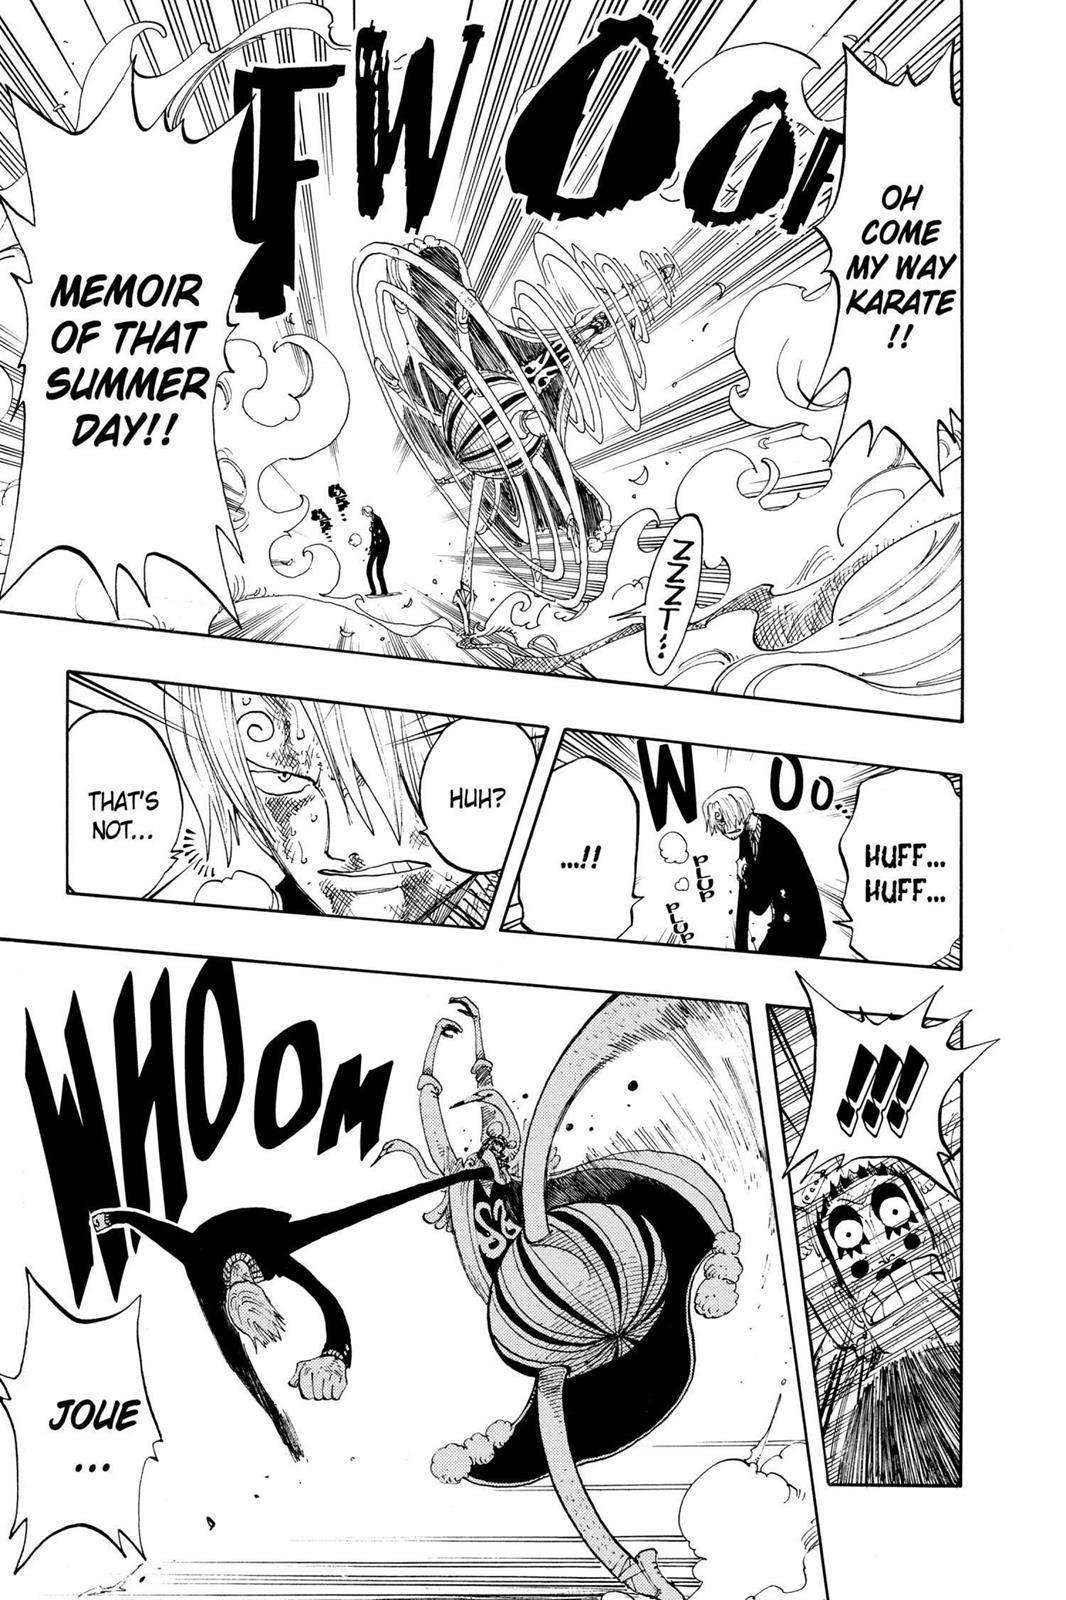 OH
COME
MY WAY
KARATE
!!
FWOOF
MEMOIR
OF THAT
SUMMER
DAY!!
ZZZT!!
HUFF...
HUFF...
WOOO...
PLUP
PLUP
...!!
HUH?
THAT'S
NOT...
!!!
WHOOM
JOUE
...